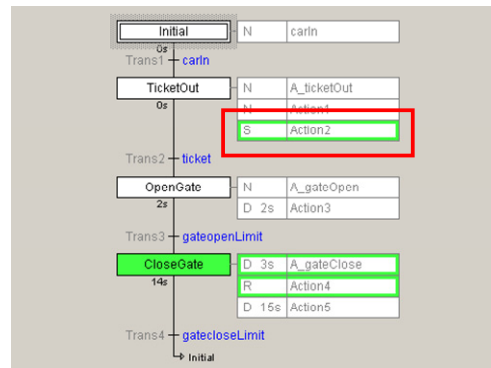 Initial N carIn
0s
Trans1 carIn
TicketOut N A_ticketOut
0s
N Action1
S Action2
Trans2 ticket
OpenGate N A_gateOpen
2s
D 2s Action3
Trans3 gateopenLimit
CloseGate D 3s A_gateClose
14s
R Action4
D 15s Action5
Trans4 gatecloseLimit
Initial